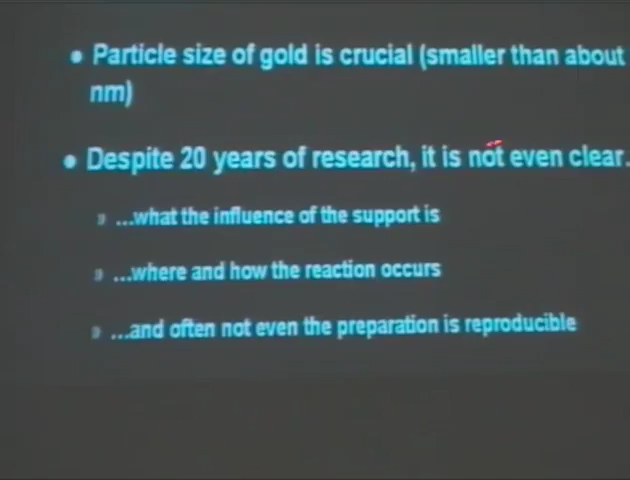 • Particle size of gold is crucial (smaller than about
nm)
• Despite 20 years of research, it is not even clear.
» ...what the influence of the support is
» ...where and how the reaction occurs
» ...and often not even the preparation is reproducible